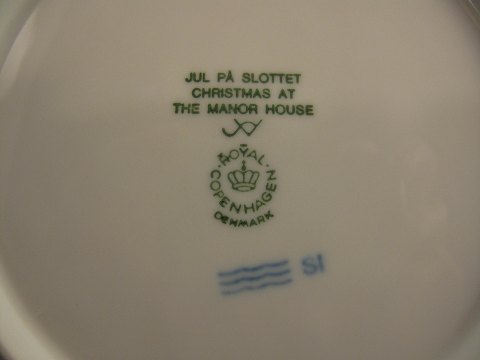 JUL PÅ SLOTTET
CHRISTMAS AT
THE MANOR HOUSE
ROYAL
COPENHAGEN
DENMARK
SI